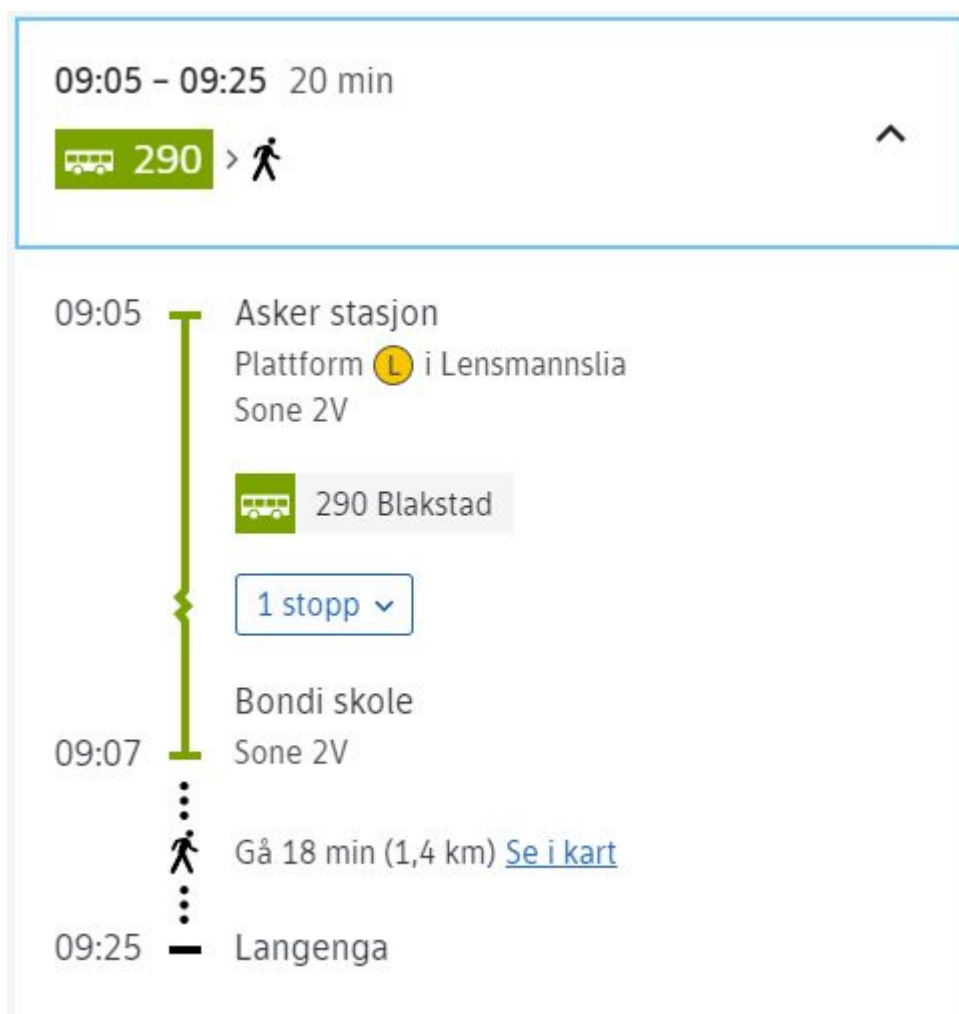 09:05 – 09:25 20 min
290
09:05 Asker stasjon
Plattform L i Lensmannslia
Sone 2V
290 Blakstad
1 stopp
Bondi skole
09:07 Sone 2V
Gå 18 min (1,4 km) Se i kart
09:25 Langenga